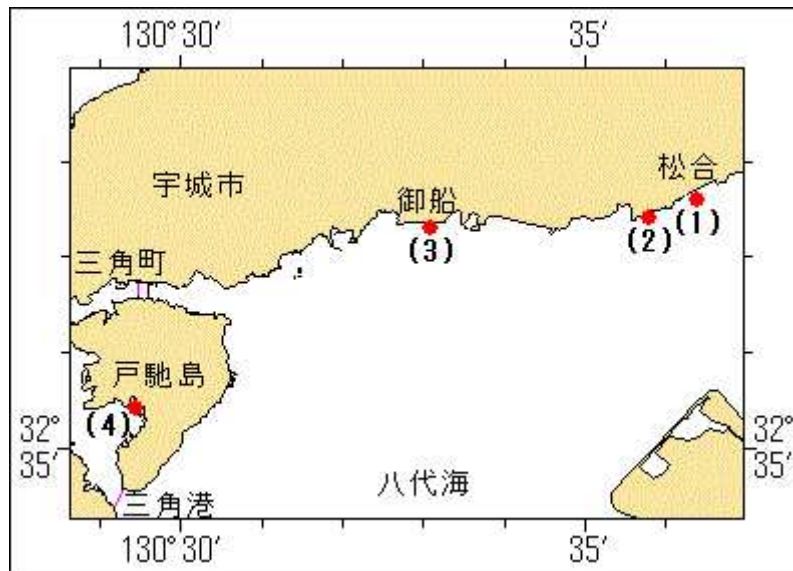 130°30′ 35′
松合
宇城市
御船
(1)
(2)
(3)
三角町
戸馳島
(4)
32° 35′
32° 35′
八代海
三角港
130°30′ 35′